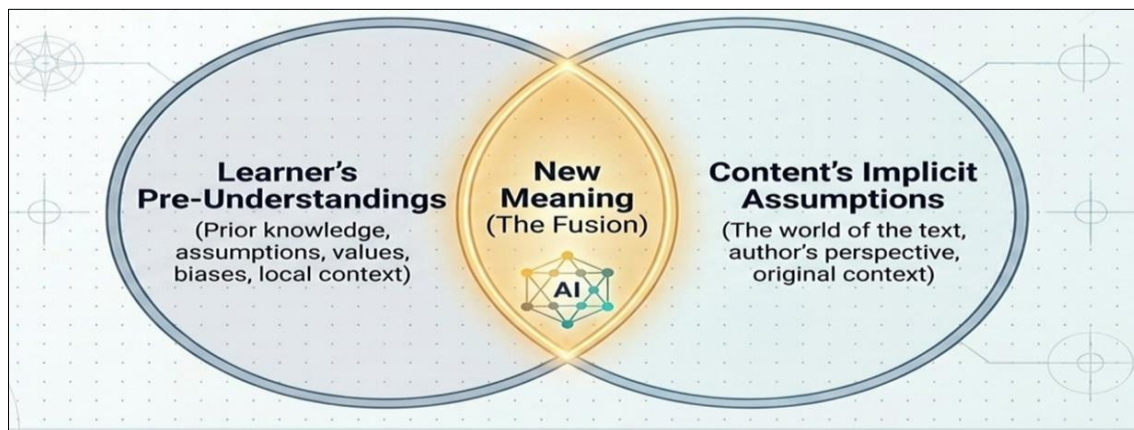 Learner's
Pre-Understandings
(Prior knowledge,
assumptions, values,
biases, local context)
New
Meaning
(The Fusion)
AI
Content's Implicit
Assumptions
(The world of the text,
author's perspective,
original context)